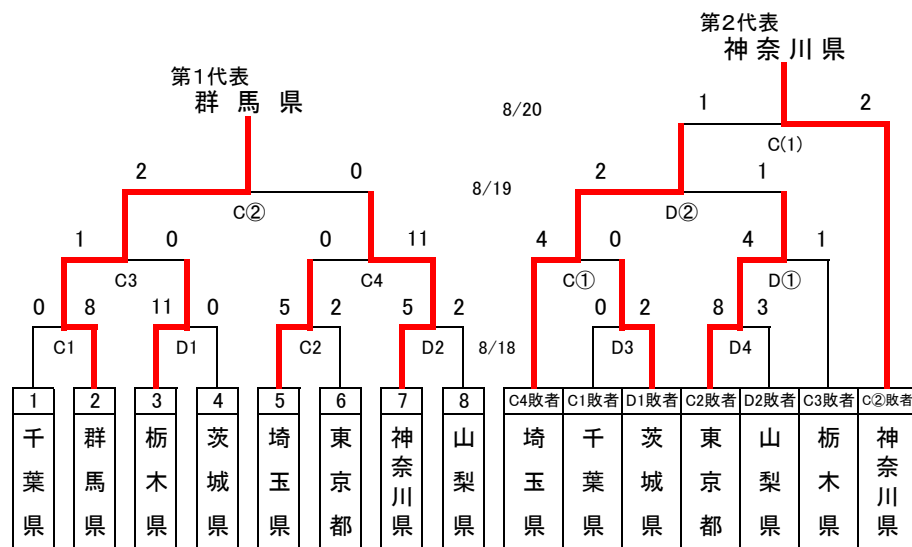 第2代表
神奈川県
第1代表
群馬県
8/20
1
2
C(1)
2
0
8/19
2
1
C②
D②
1
0
0
11
4
0
4
1
C3
C4
C①
D①
0
8
11
0
5
2
5
2
0
2
8
3
C1
D1
C2
D2
8/18
D3
D4
1
2
3
4
5
6
7
8
C4敗者
C1敗者
D1敗者
C2敗者
D2敗者
C3敗者
C②敗者
千葉県
群馬県
栃木県
茨城県
埼玉県
東京都
神奈川県
山梨県
埼玉県
千葉県
茨城県
東京都
山梨県
栃木県
神奈川県